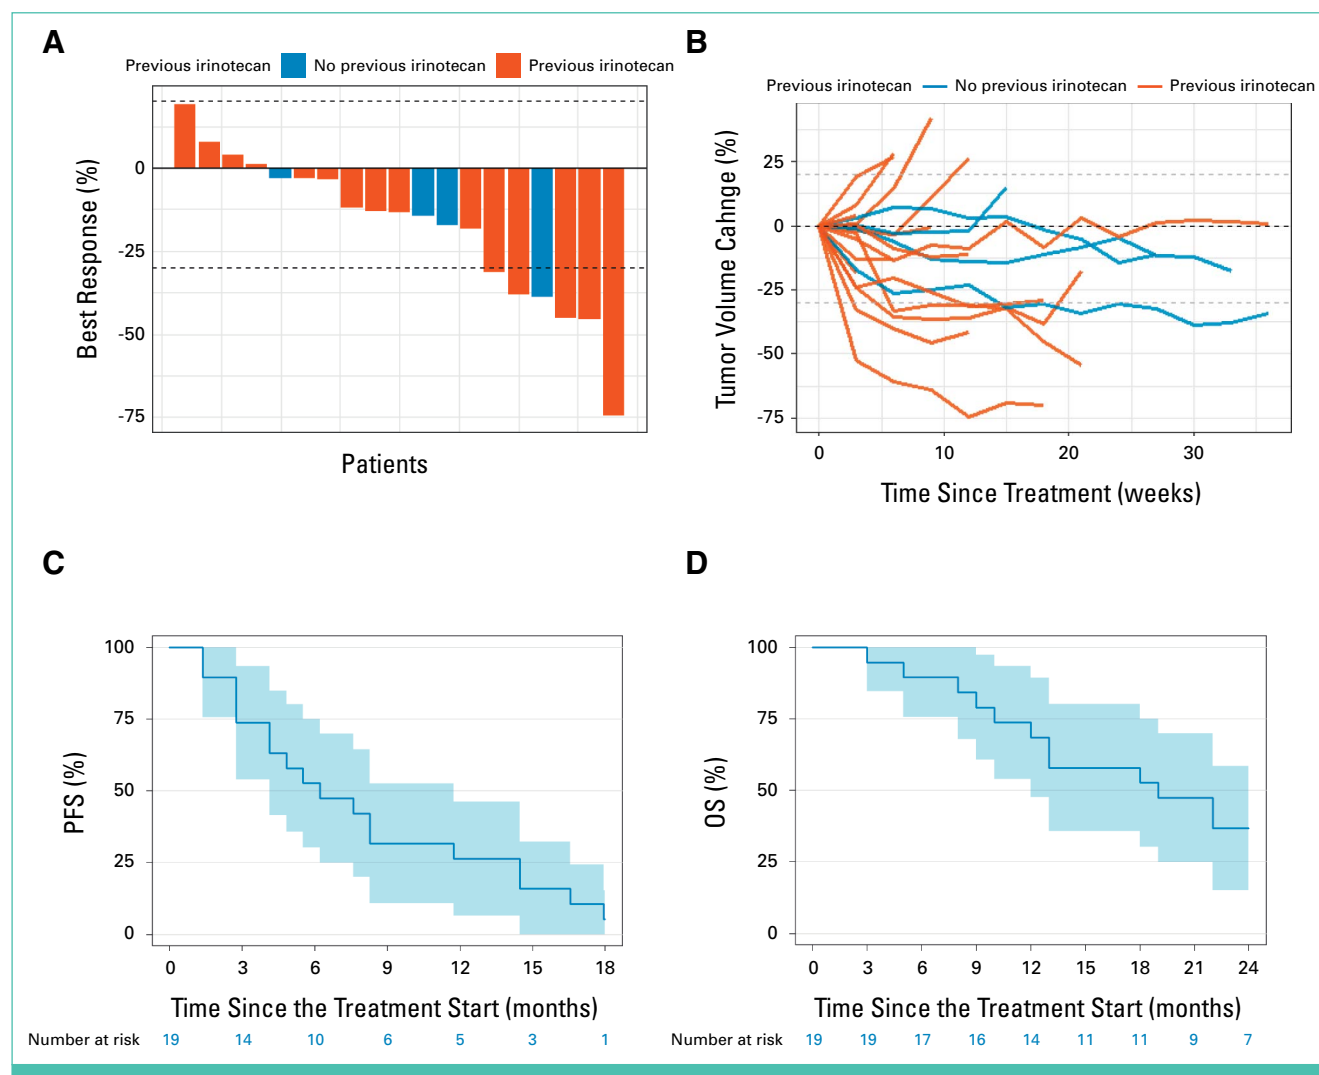 A
Previous irinotecan No previous irinotecan Previous irinotecan
Best Response (%)
0
-25
-50
-75
Patients
B
Previous irinotecan No previous irinotecan Previous irinotecan
Tumor Volume Cahnge (%)
25
0
-25
-50
-75
0 10 20 30
Time Since Treatment (weeks)
C
PFS (%)
100
75
50
25
0
0 3 6 9 12 15 18
Time Since the Treatment Start (months)
Number at risk 19 14 10 6 5 3 1
D
OS (%)
100
75
50
25
0
0 3 6 9 12 15 18 21 24
Time Since the Treatment Start (months)
Number at risk 19 19 17 16 14 11 11 9 7